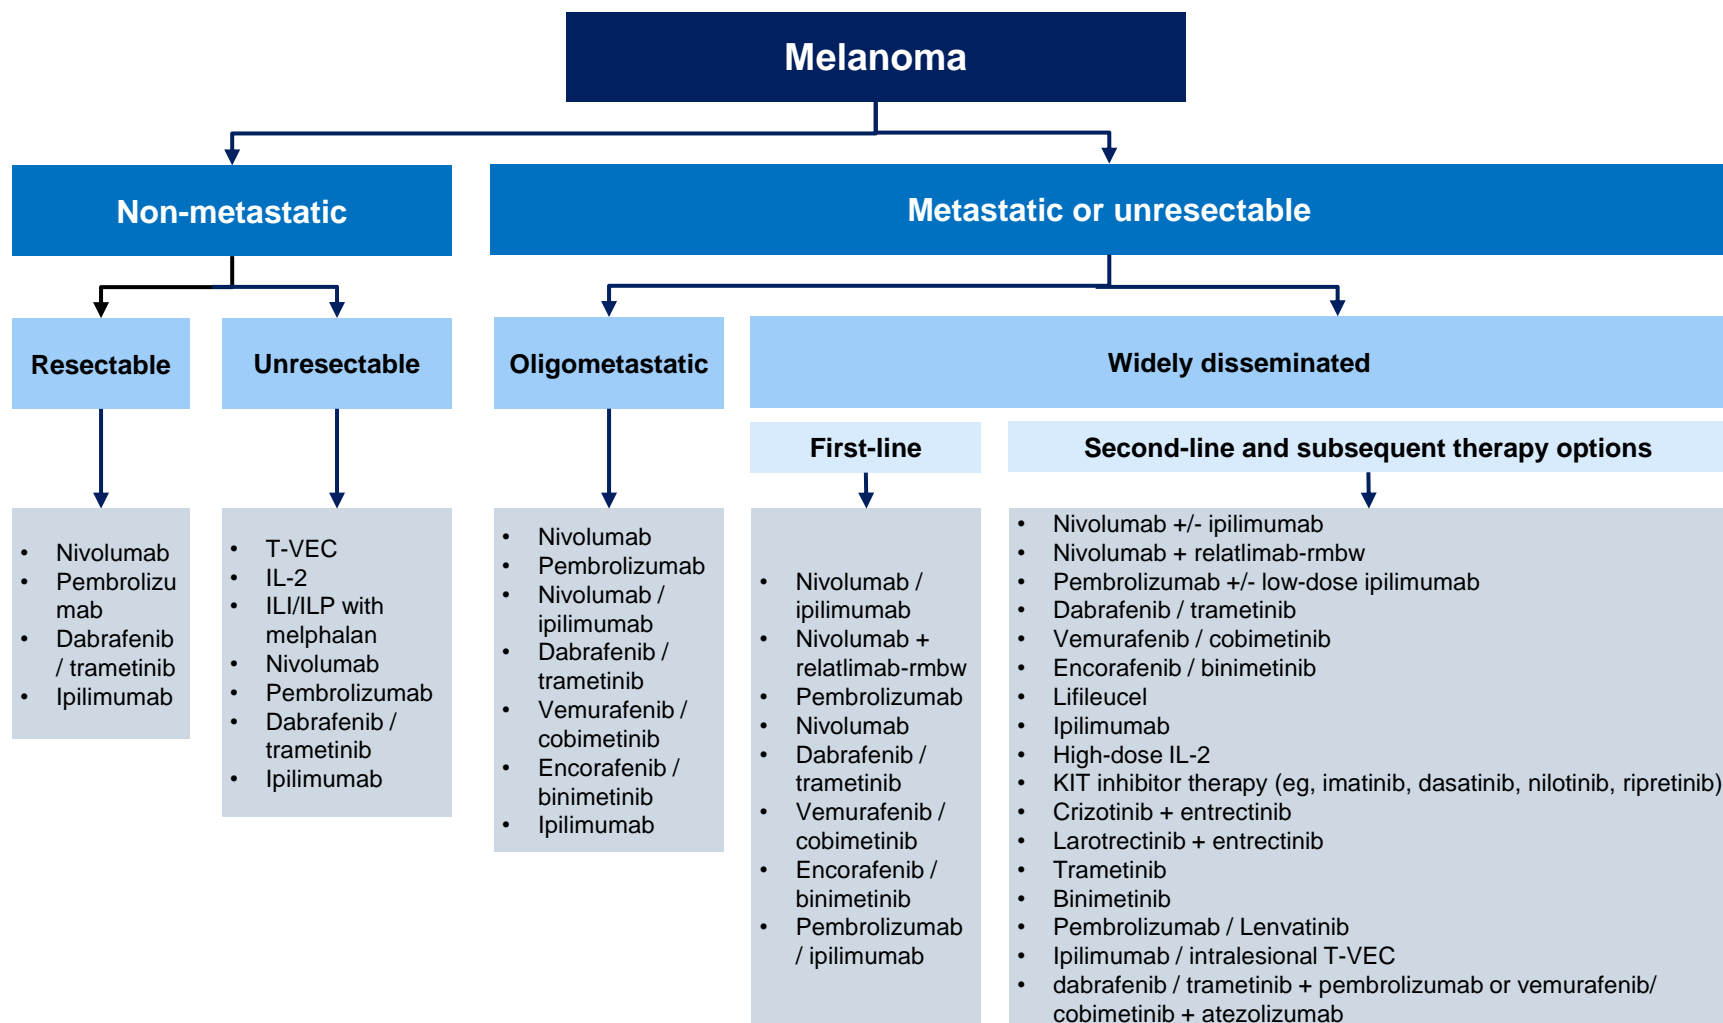 Melanoma
Non-metastatic
Metastatic or unresectable
Resectable
Unresectable
Oligometastatic
Widely disseminated
First-line
Second-line and subsequent therapy options
• Nivolumab
• Pembrolizu
mab
• Dabrafenib
/ trametinib
• Ipilimumab
• T-VEC
• IL-2
• ILI/ILP with
melphalan
• Nivolumab
• Pembrolizumab
• Dabrafenib /
trametinib
• Ipilimumab
• Nivolumab
• Pembrolizumab
• Nivolumab /
ipilimumab
• Dabrafenib /
trametinib
• Vemurafenib /
cobimetinib
• Encorafenib /
binimetinib
• Ipilimumab
• Nivolumab /
ipilimumab
• Nivolumab +
relatlimab-rmbw
• Pembrolizumab
• Nivolumab
• Dabrafenib /
trametinib
• Vemurafenib /
cobimetinib
• Encorafenib /
binimetinib
• Pembrolizumab
/ ipilimumab
• Nivolumab +/- ipilimumab
• Nivolumab + relatlimab-rmbw
• Pembrolizumab +/- low-dose ipilimumab
• Dabrafenib / trametinib
• Vemurafenib / cobimetinib
• Encorafenib / binimetinib
• Lifileucel
• Ipilimumab
• High-dose IL-2
• KIT inhibitor therapy (eg, imatinib, dasatinib, nilotinib, ripretinib)
• Crizotinib + entrectinib
• Larotrectinib + entrectinib
• Trametinib
• Binimetinib
• Pembrolizumab / Lenvatinib
• Ipilimumab / intralesional T-VEC
• dabrafenib / trametinib + pembrolizumab or vemurafenib/
cobimetinib + atezolizumab